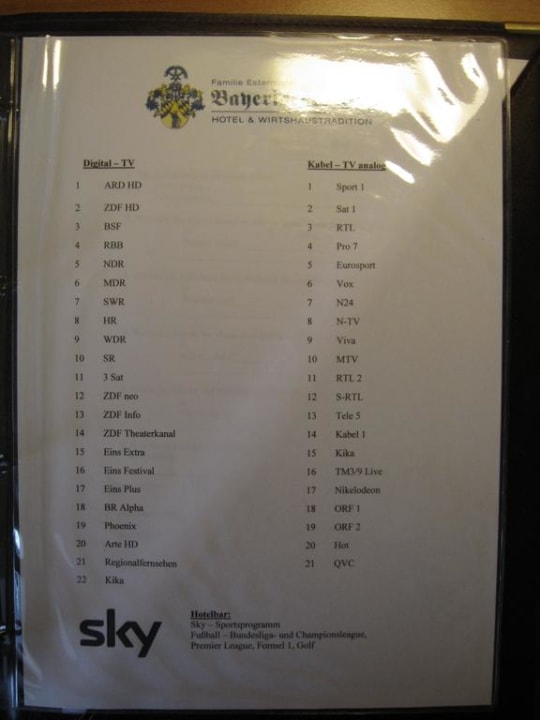 Familie
HOTEL & WIRTSHAUSTRADITION
Digital – TV
1 ARD HD
2 ZDF HD
3 BSF
4 RBB
5 NDR
6 MDR
7 SWR
8 HR
9 WDR
10 SR
11 3 Sat
12 ZDF neo
13 ZDF Info
14 ZDF Theaterkanal
15 Eins Extra
16 Eins Festival
17 Eins Plus
18 BR Alpha
19 Phoenix
20 Arte HD
21 Regionalfernsehen
22 Kika
Kabel – TV analog
1 Sport 1
2 Sat 1
3 RTL
4 Pro 7
5 Eurosport
6 Vox
7 N24
8 N-TV
9 Viva
10 MTV
11 RTL 2
12 S-RTL
13 Tele 5
14 Kabel 1
15 Kika
16 TM3/9 Live
17 Nikelodeon
18 ORF 1
19 ORF 2
20 Hot
21 QVC
sky
Hotelbar:
Sky – Sportsprogramm
Fußball – Bundesliga- und Championsleague,
Premier League, Formel 1, Golf